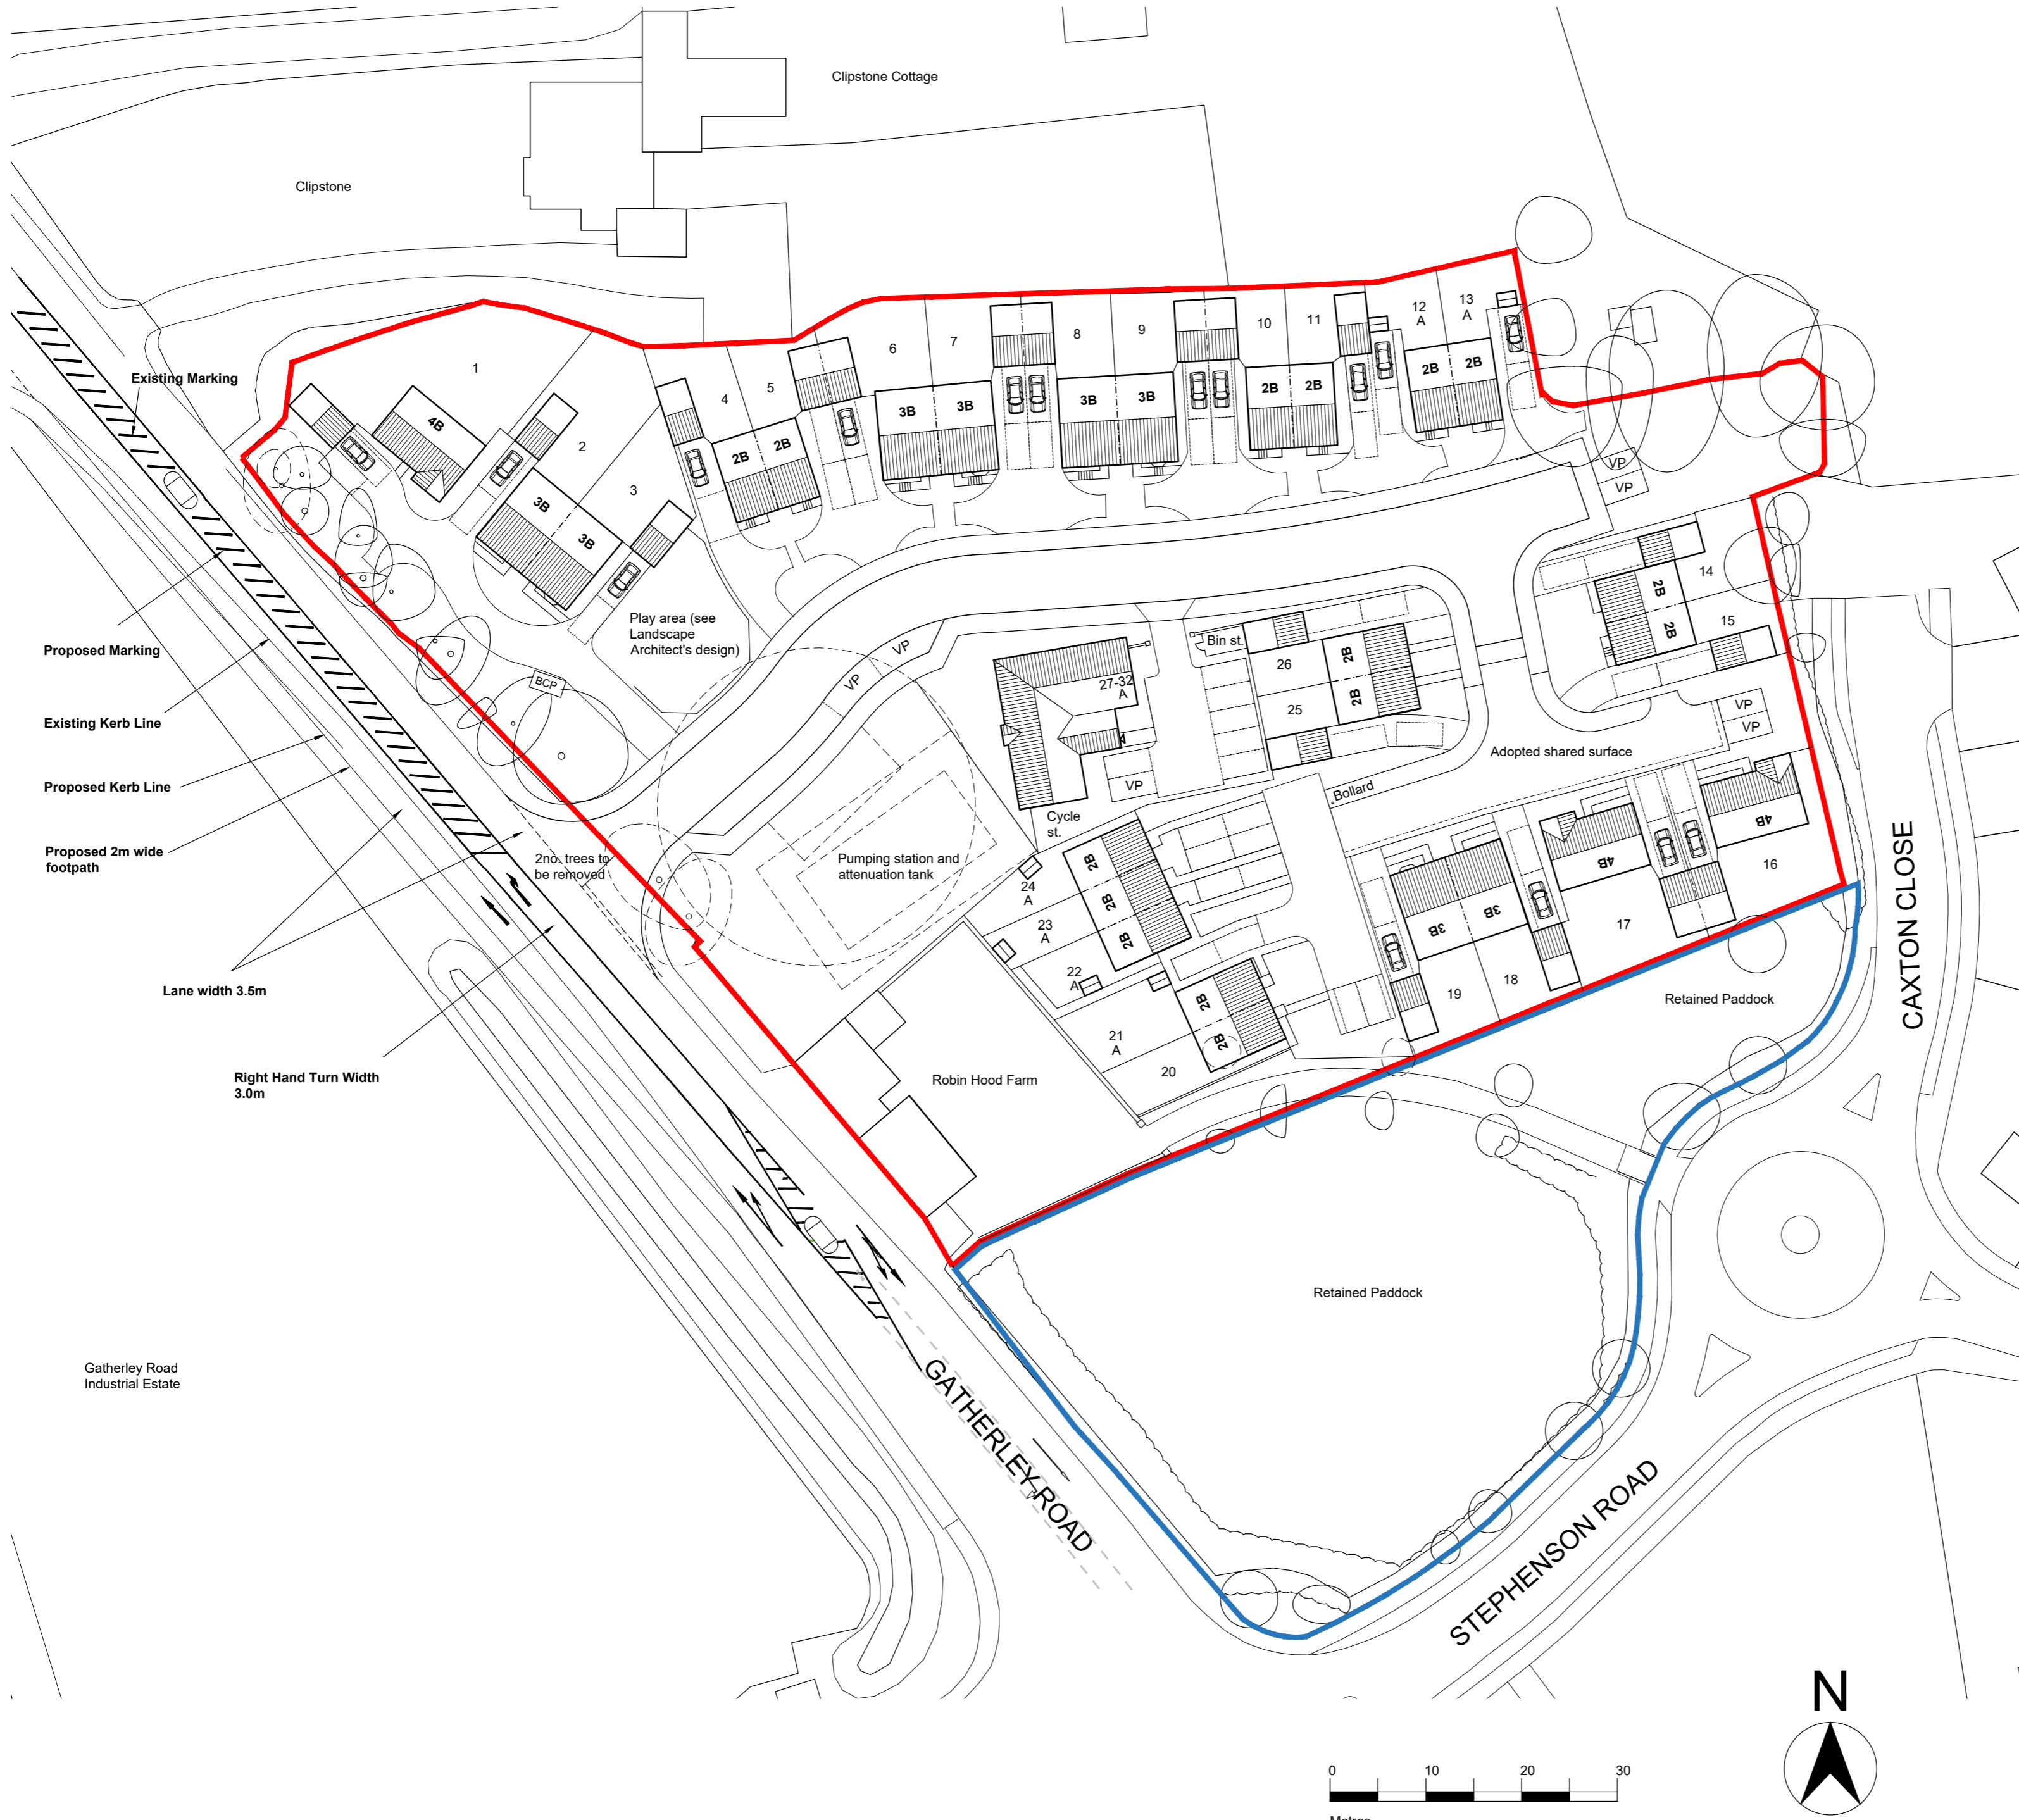 Clipstone Cottage
Clipstone
Existing Marking
Proposed Marking
Existing Kerb Line
Proposed Kerb Line
Proposed 2m wide
footpath
Lane width 3.5m
Right Hand Turn Width
3.0m
Gatherley Road
Industrial Estate
1
4B
2
3
3B
3B
4
5
2B
2B
6
7
3B
3B
8
9
3B
3B
10
11
2B
2B
12
A
13
A
2B
2B
VP
VP
14
15
2B
2B
Play area (see
Landscape
Architect's design)
BCP
VP
VP
Bin st.
26
25
2B
2B
27-32
A
VP
Cycle
st.
VP
VP
Adopted shared surface
Bollard
2no. trees to
be removed
Pumping station and
attenuation tank
24
A
23
A
22
A
2B
2B
2B
21
A
20
2B
2B
19
18
3B
3B
17
4B
16
4B
Robin Hood Farm
Retained Paddock
Retained Paddock
CAXTON CLOSE
GATHERLEY ROAD
STEPHENSON ROAD
N
0
10
20
30